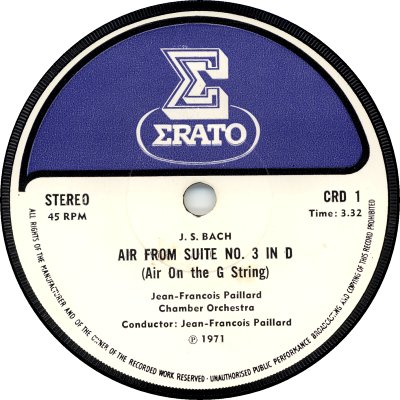 Σ
ΣRATO
STEREO
45 RPM
CRD 1
Time: 3.32
J. S. BACH
AIR FROM SUITE NO. 3 IN D
(Air On the G String)
Jean-Francois Paillard
Chamber Orchestra
Conductor: Jean-Francois Paillard
Ⓟ 1971
ALL RIGHTS OF THE MANUFACTURER AND OF THE OWNER OF THE RECORDED WORK RESERVED · UNAUTHORISED PUBLIC PERFORMANCE BROADCASTING AND COPYING OF THIS RECORD PROHIBITED